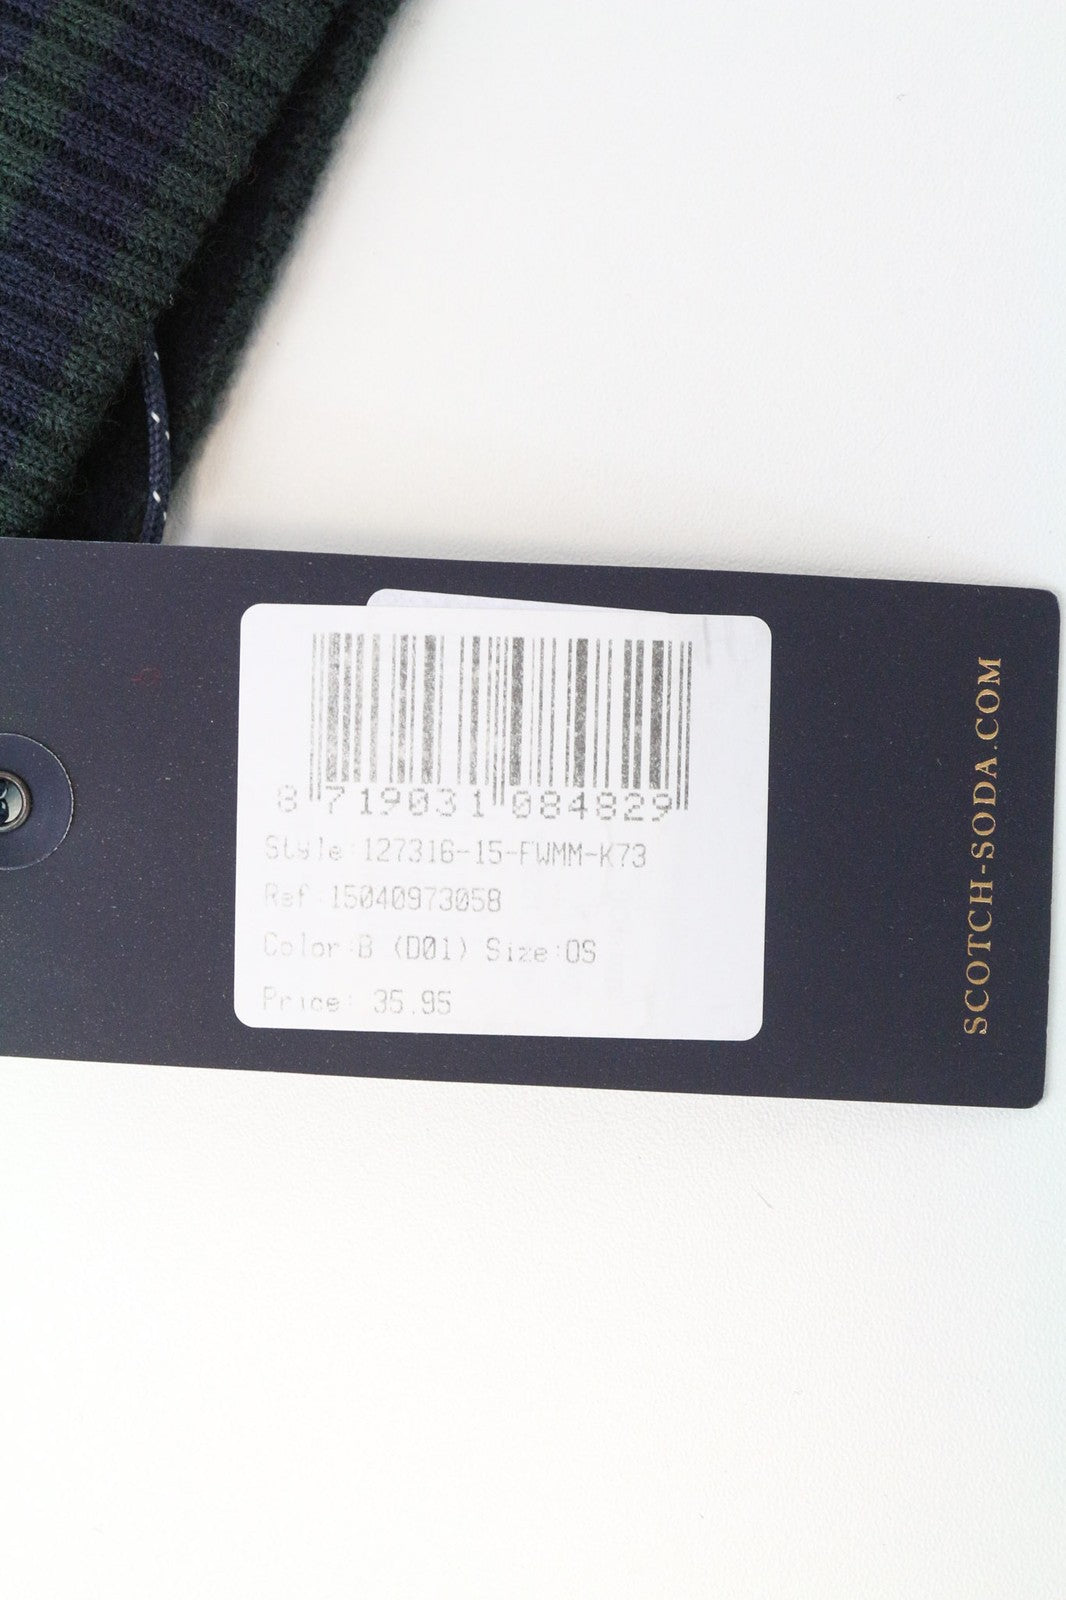 8 719031 084829
Style:127316-15-FWMM-K73
Ref:15040973058
Color:B (D01) Size:OS
Price: 35.95
SCOTCH-SODA.COM